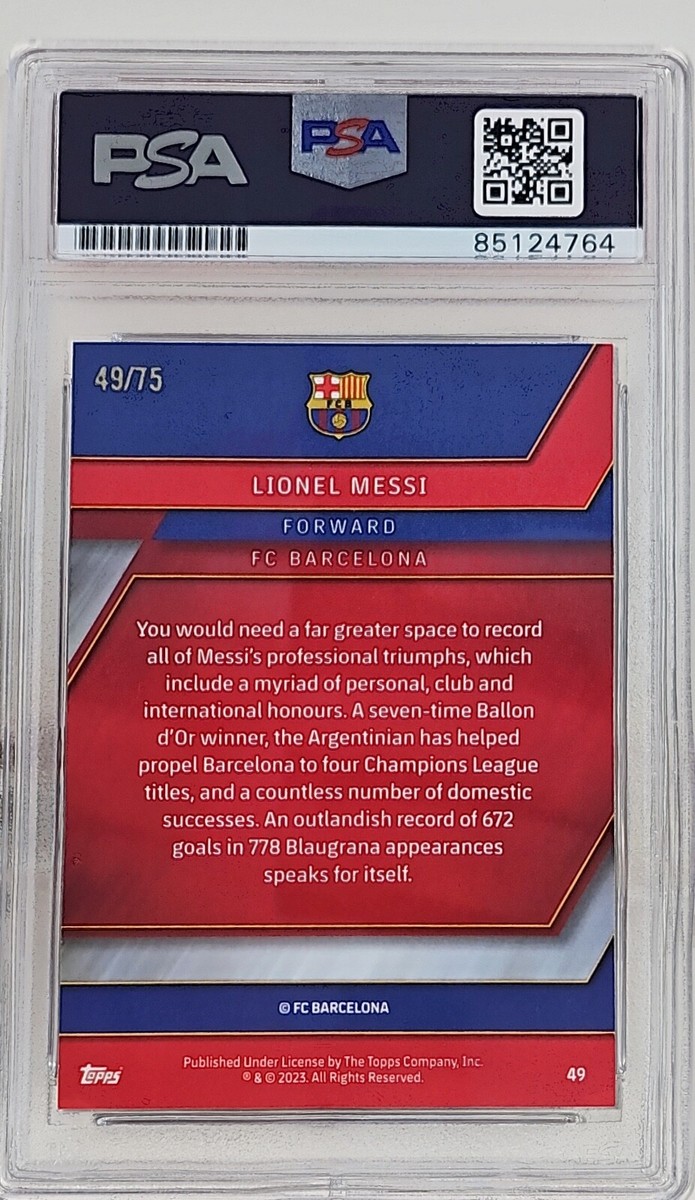 PSA
PSA
85124764
49/75
FCB
LIONEL MESSI
FORWARD
FC BARCELONA
You would need a far greater space to record
all of Messi's professional triumphs, which
include a myriad of personal, club and
international honours. A seven-time Ballon
d'Or winner, the Argentinian has helped
propel Barcelona to four Champions League
titles, and a countless number of domestic
successes. An outlandish record of 672
goals in 778 Blaugrana appearances
speaks for itself.
© FC BARCELONA
Topps
Published Under License by The Topps Company, Inc.
® & © 2023. All Rights Reserved.
49